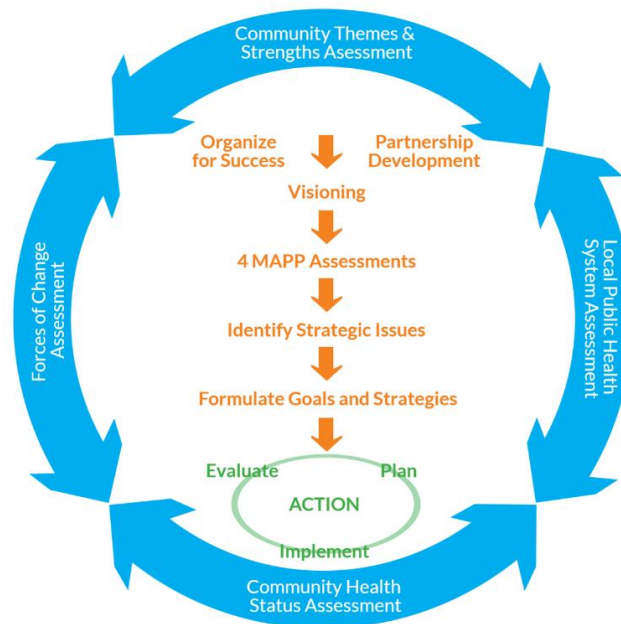 Community Themes &
Strengths Asessment
Organize
for Success
Partnership
Development
Visioning
4 MAPP Assessments
Identify Strategic Issues
Formulate Goals and Strategies
Evaluate
Plan
ACTION
Implement
Forces of Change
Assessment
Local Public Health
System Assessment
Community Health
Status Assessment